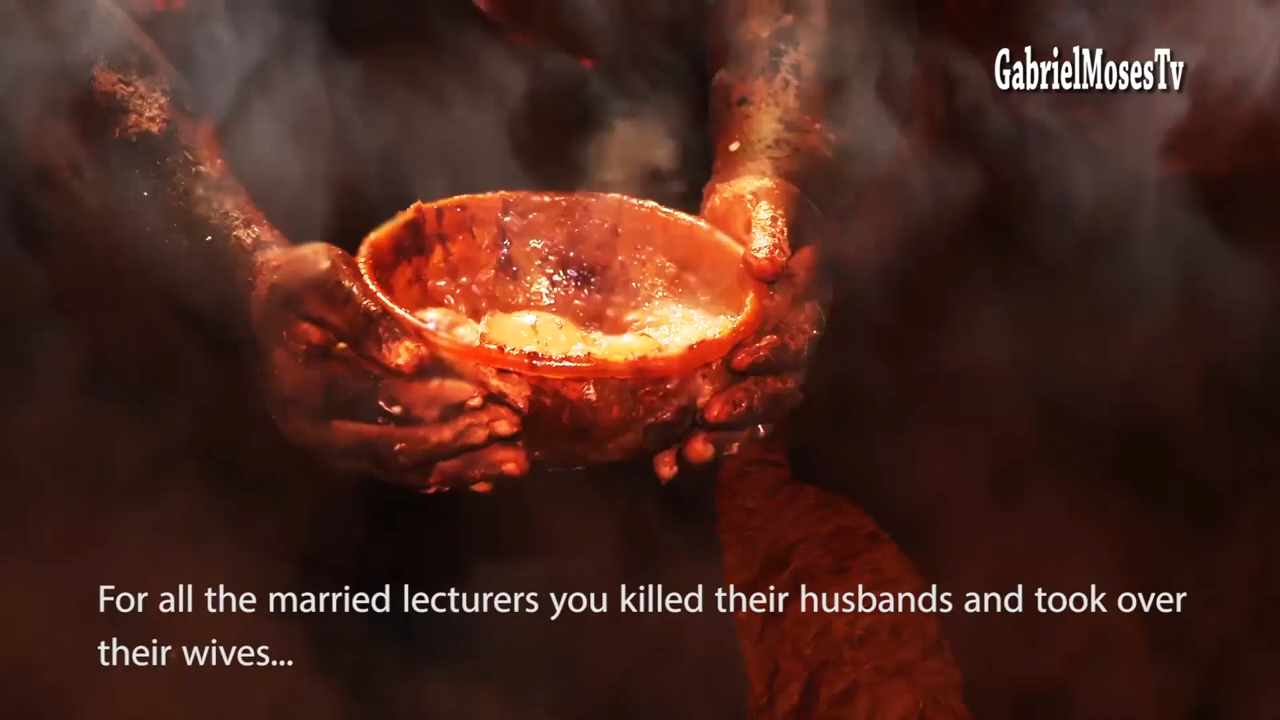 GabrielMosesTv
For all the married lecturers you killed their husbands and took over
their wives...